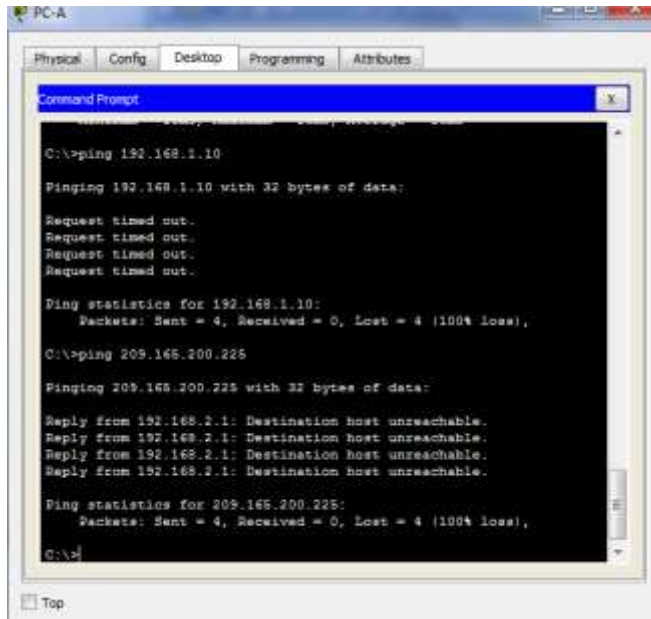 PC-A
Physical Config Desktop Programming Attributes
Command Prompt X
C:\>ping 192.168.1.10
Pinging 192.168.1.10 with 32 bytes of data:
Request timed out.
Request timed out.
Request timed out.
Request timed out.
Ping statistics for 192.168.1.10:
Packets: Sent = 4, Received = 0, Lost = 4 (100% loss),
C:\>ping 209.165.200.225
Pinging 209.165.200.225 with 32 bytes of data:
Reply from 192.168.2.1: Destination host unreachable.
Reply from 192.168.2.1: Destination host unreachable.
Reply from 192.168.2.1: Destination host unreachable.
Reply from 192.168.2.1: Destination host unreachable.
Ping statistics for 209.165.200.225:
Packets: Sent = 4, Received = 0, Lost = 4 (100% loss),
C:\>
Top